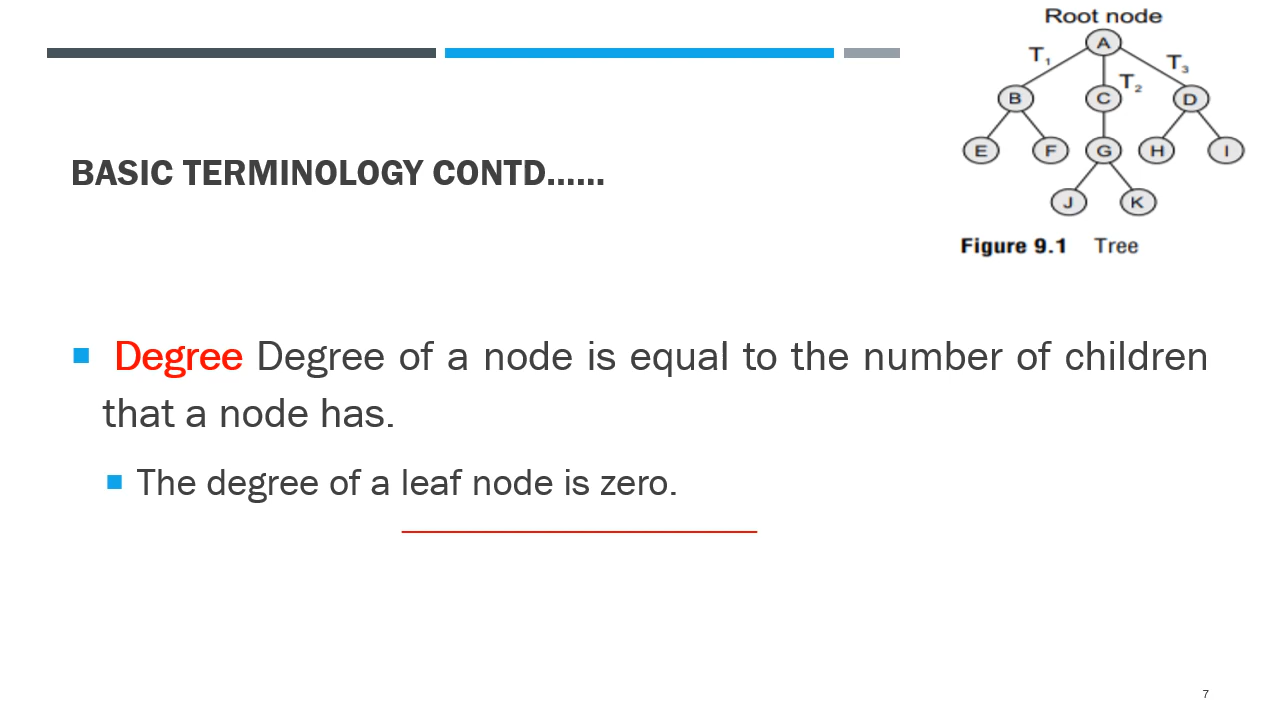 Root node
A
T1
T2
T3
B C D
E F G H I
J K
Figure 9.1 Tree
BASIC TERMINOLOGY CONTD......
Degree Degree of a node is equal to the number of children
that a node has.
The degree of a leaf node is zero.
7